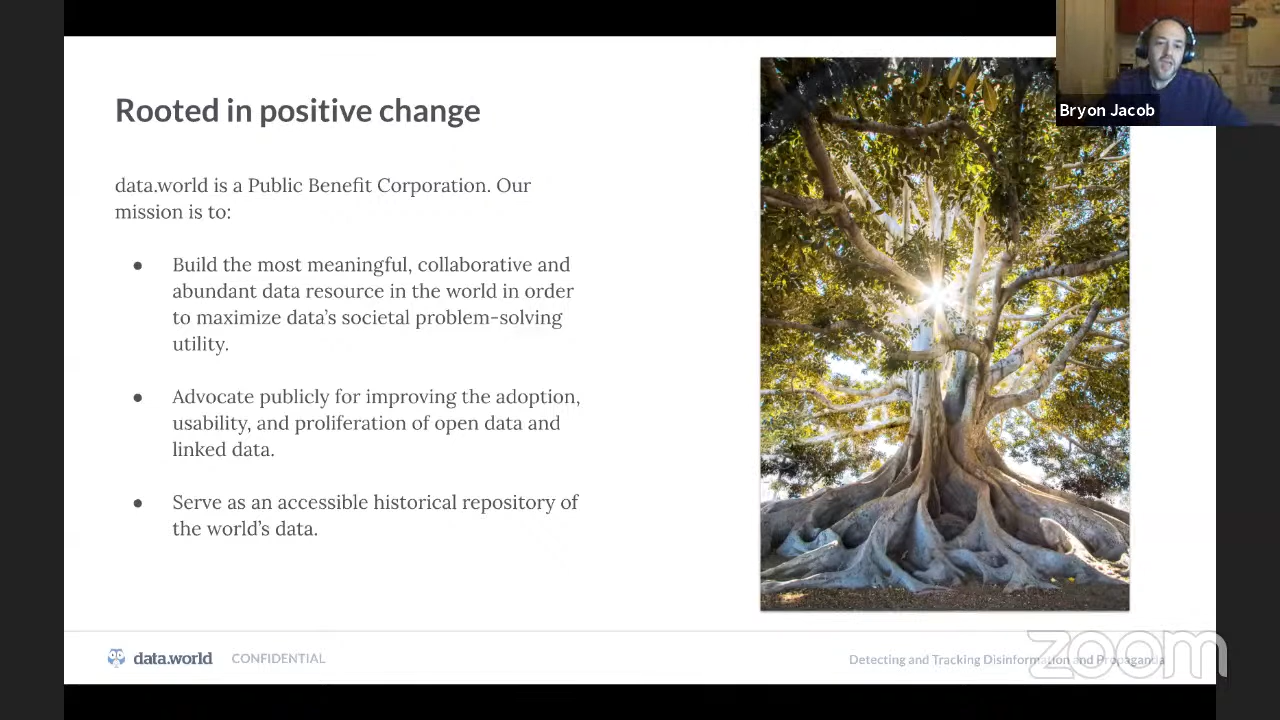 Rooted in positive change
Bryon Jacob
data.world is a Public Benefit Corporation. Our
mission is to:
● Build the most meaningful, collaborative and
abundant data resource in the world in order
to maximize data’s societal problem-solving
utility.
● Advocate publicly for improving the adoption,
usability, and proliferation of open data and
linked data.
● Serve as an accessible historical repository of
the world’s data.
data.world CONFIDENTIAL
Detecting and Tracking Disinformation and Propaganda
zoom